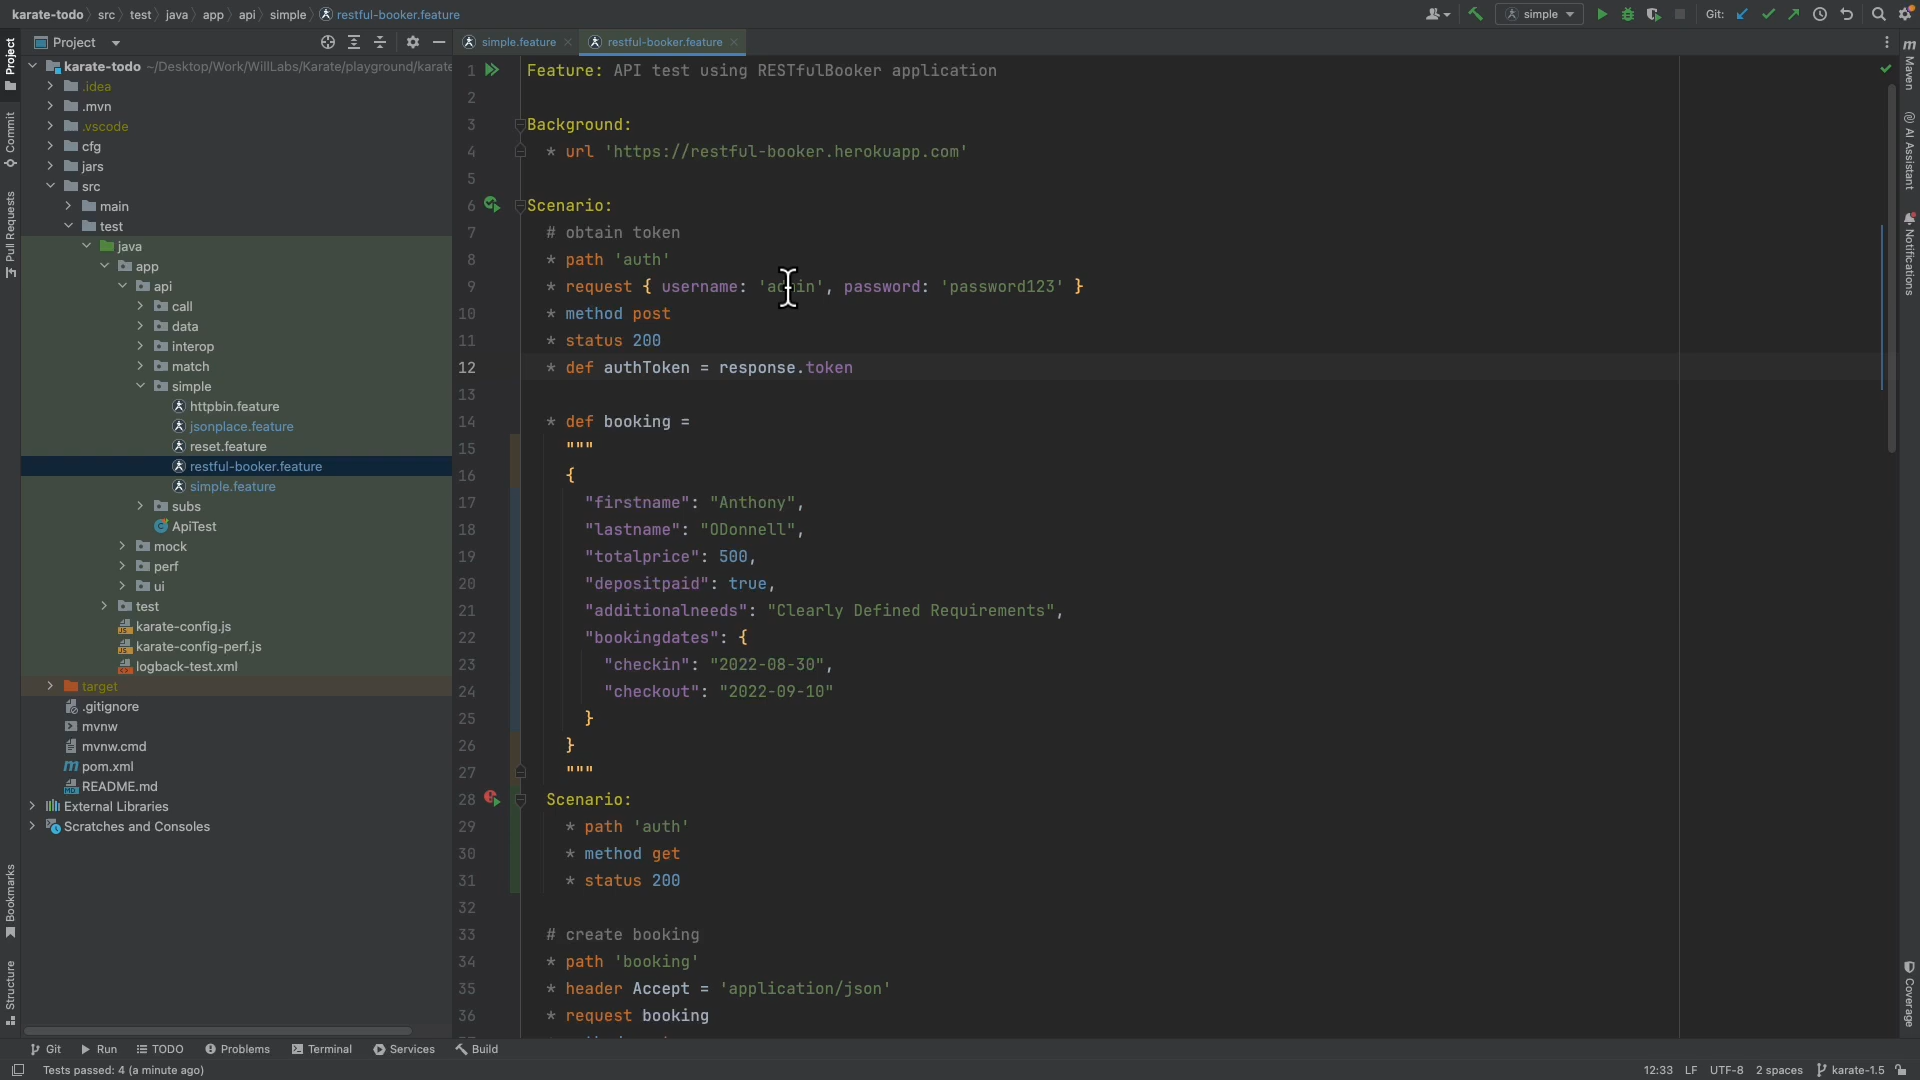 karate-todo src test java app api simple restful-booker.feature
simple
Git:
Project
simple.feature
restful-booker.feature
karate-todo ~/Desktop/Work/WillLabs/Karate/playground/karate
.idea
.mvn
.vscode
cfg
jars
src
main
test
java
app
api
call
data
interop
match
simple
httpbin.feature
jsonplace.feature
reset.feature
restful-booker.feature
simple.feature
subs
ApiTest
mock
perf
ui
test
karate-config.js
karate-config-perf.js
logback-test.xml
target
.gitignore
mvnw
mvnw.cmd
pom.xml
README.md
External Libraries
Scratches and Consoles
1 Feature: API test using RESTfulBooker application
2
3 Background:
4 * url 'https://restful-booker.herokuapp.com'
5
6 Scenario:
7 # obtain token
8 * path 'auth'
9 * request { username: 'admin', password: 'password123' }
10 * method post
11 * status 200
12 * def authToken = response.token
13
14 * def booking =
15 """
16 {
17 "firstname": "Anthony",
18 "lastname": "ODonnell",
19 "totalprice": 500,
20 "depositpaid": true,
21 "additionalneeds": "Clearly Defined Requirements",
22 "bookingdates": {
23 "checkin": "2022-08-30",
24 "checkout": "2022-09-10"
25 }
26 }
27 """
28 Scenario:
29 * path 'auth'
30 * method get
31 * status 200
32
33 # create booking
34 * path 'booking'
35 * header Accept = 'application/json'
36 * request booking
Project
Commit
Pull Requests
Bookmarks
Structure
Maven
AI Assistant
Notifications
Coverage
Git Run TODO Problems Terminal Services Build
Tests passed: 4 (a minute ago)
12:33 LF UTF-8 2 spaces karate-1.5